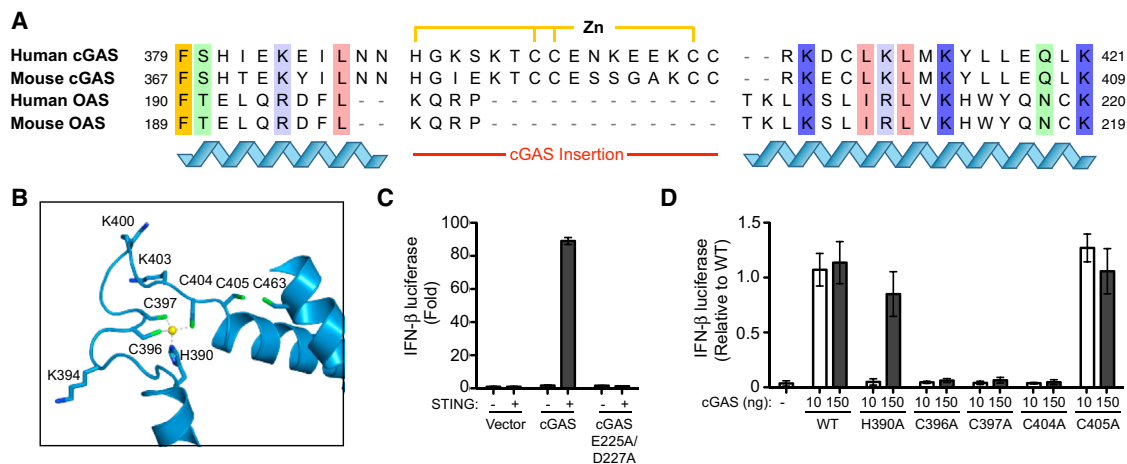 A
Zn
Human cGAS 379 F S H I E K E I L N N H G K S K T C C E N K E E K C C - - R K D C L K L M K Y L L E Q L K 421
Mouse cGAS 367 F S H T E K Y I L N N H G I E K T C C E S S G A K C C - - R K E C L K L M K Y L L E Q L K 409
Human OAS 190 F T E L Q R D F L - - K Q R P - - - - - - - - - - - - T K L K S L I R L V K H W Y Q N C K 220
Mouse OAS 189 F T E L Q R D F L - - K Q R P - - - - - - - - - - - - T K L K S L I R L V K H W Y Q N C K 219
cGAS Insertion
B
K400
K403
C404 C405 C463
C397
C396 H390
K394
C
IFN-β luciferase
(Fold)
100
80
60
40
20
0
STING: - + - + - +
Vector cGAS cGAS
E225A/
D227A
D
IFN-β luciferase
(Relative to WT)
1.5
1.0
0.5
0
cGAS (ng): - 10 150 10 150 10 150 10 150 10 150 10 150
WT H390A C396A C397A C404A C405A